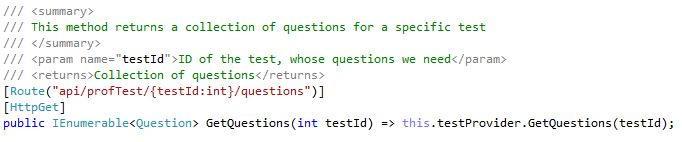 /// <summary>
/// This method returns a collection of questions for a specific test
/// </summary>
/// <param name="testId">ID of the test, whose questions we need</param>
/// <returns>Collection of questions</returns>
[Route("api/profTest/{testId:int}/questions")]
[HttpGet]
public IEnumerable<Question> GetQuestions(int testId) => this.testProvider.GetQuestions(testId);